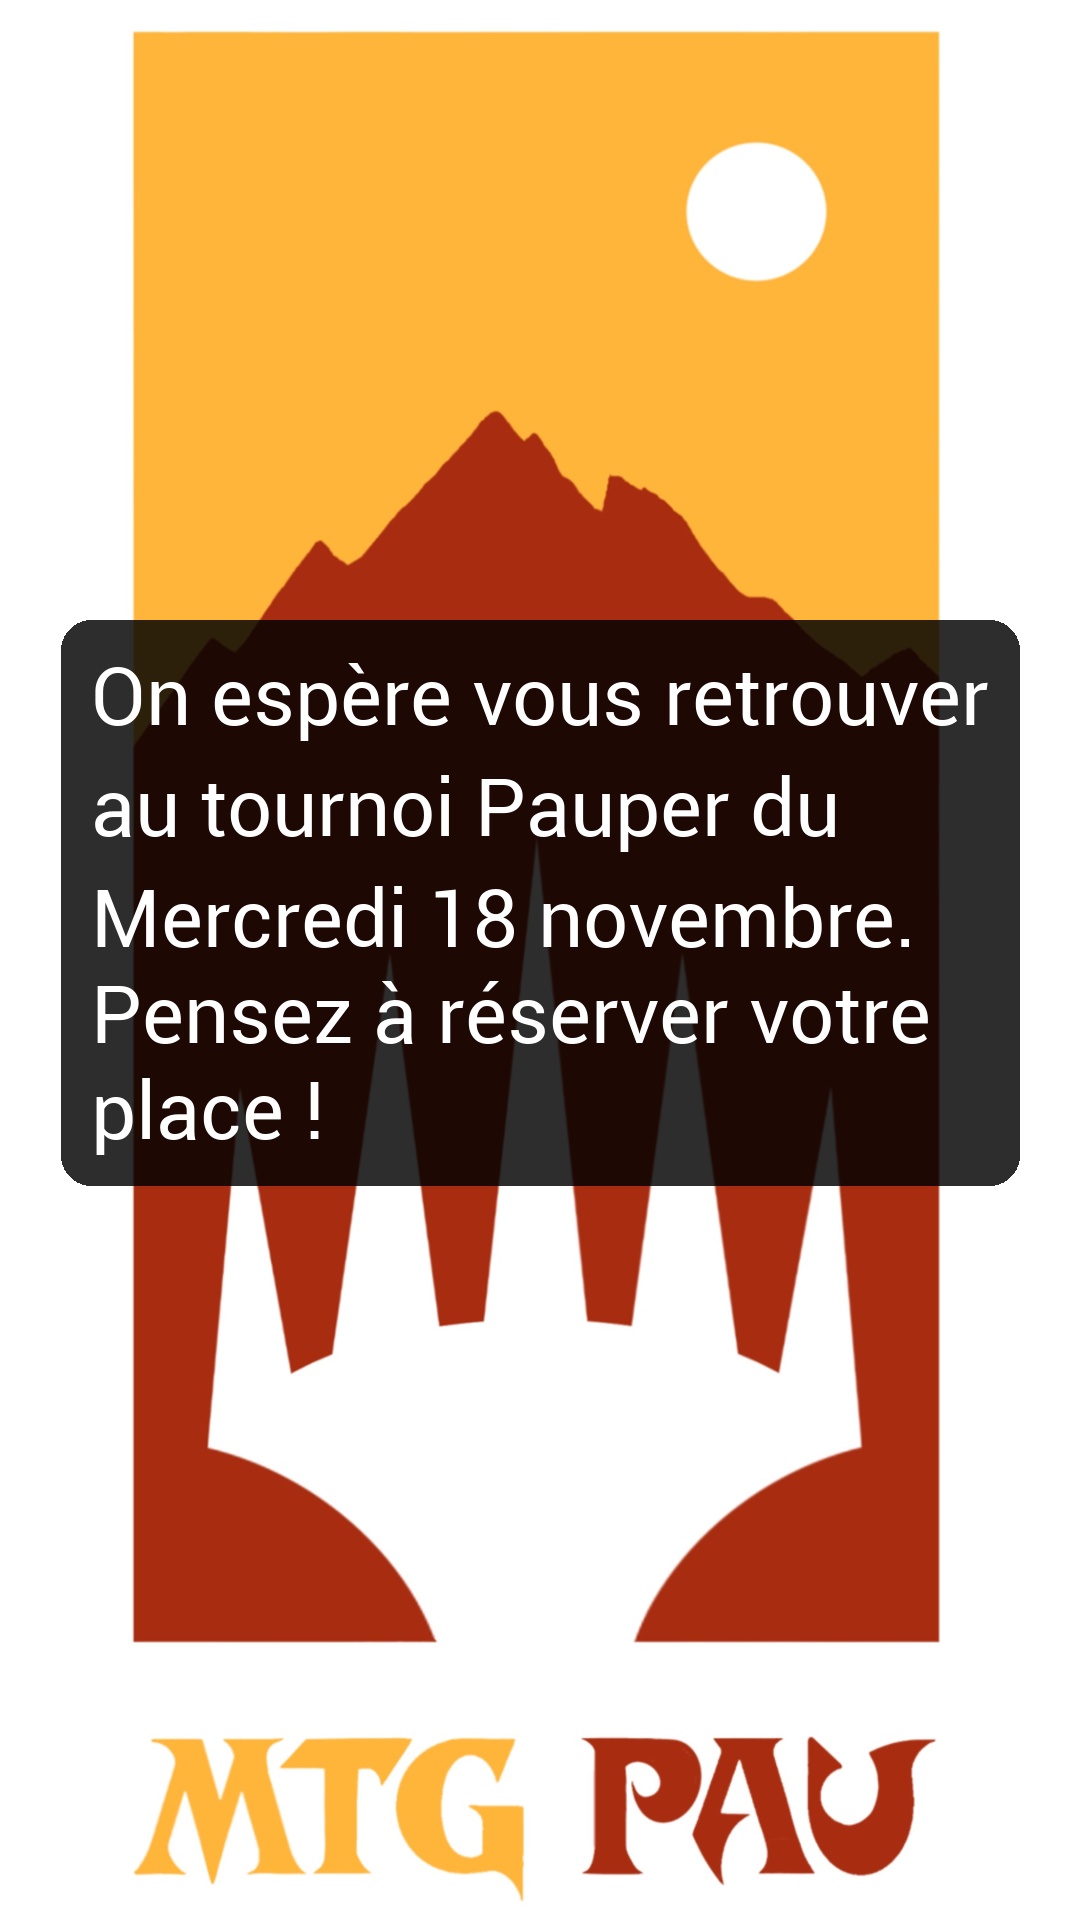 On espère vous retrouver
au tournoi Pauper du
Mercredi 18 novembre.
Pensez à réserver votre
place !
MTG PAU